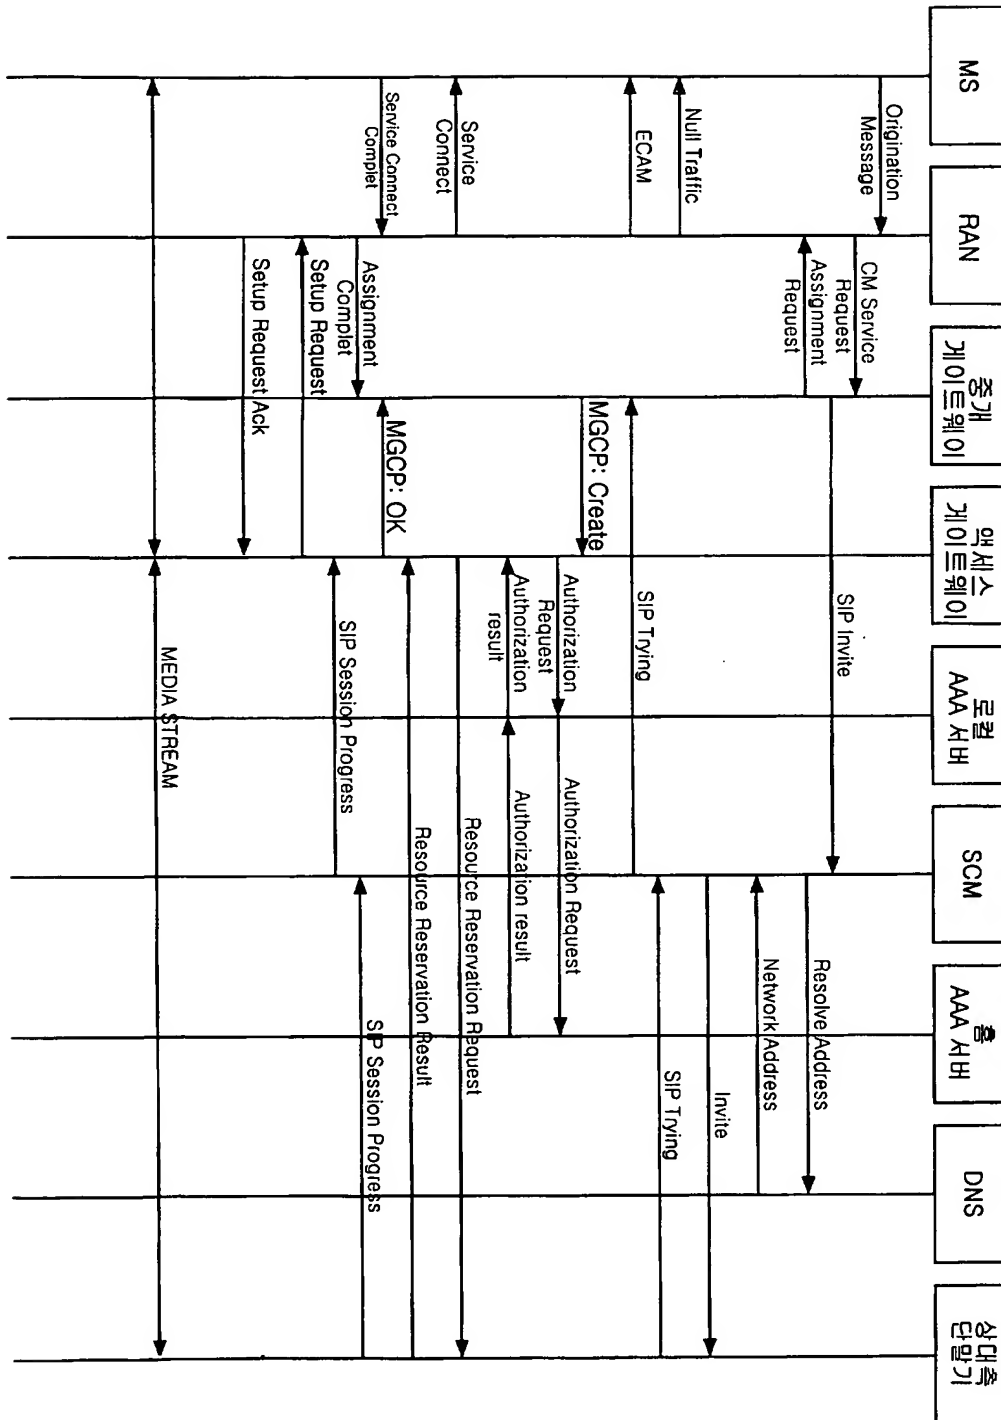 MS
RAN
중개
게이트웨이
액세스
게이트웨이
로컬
AAA 서버
SCM
홈
AAA 서버
DNS
상대측
단말기
Origination
Message
CM Service
Request
SIP Invite
Assignment
Request
Resolve Address
Network Address
Invite
Null Traffic
SIP Trying
ECAM
SIP Trying
MGCP: Create
Authorization
Request
Authorization Request
Authorization
result
Authorization result
Service
Connect
Resource Reservation Request
Resource Reservation Result
Service Connect
Complet
MGCP: OK
Assignment
Complet
SIP Session Progress
SIP Session Progress
Setup Request
Setup Request Ack
MEDIA STREAM